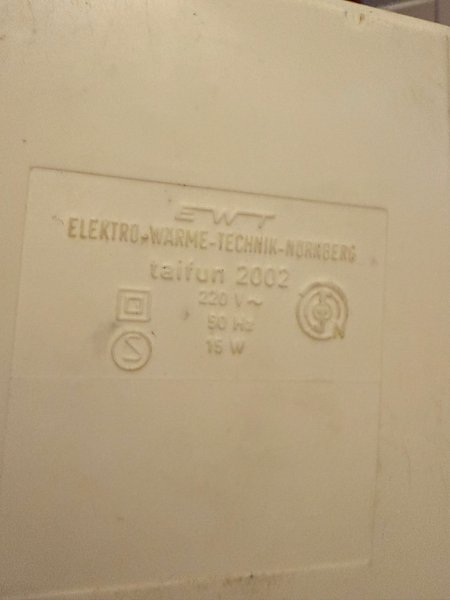 EWT
ELEKTRO-WÄRME-TECHNIK-NÜRNBERG
taifun 2002
220 V ~
50 Hz
15 W